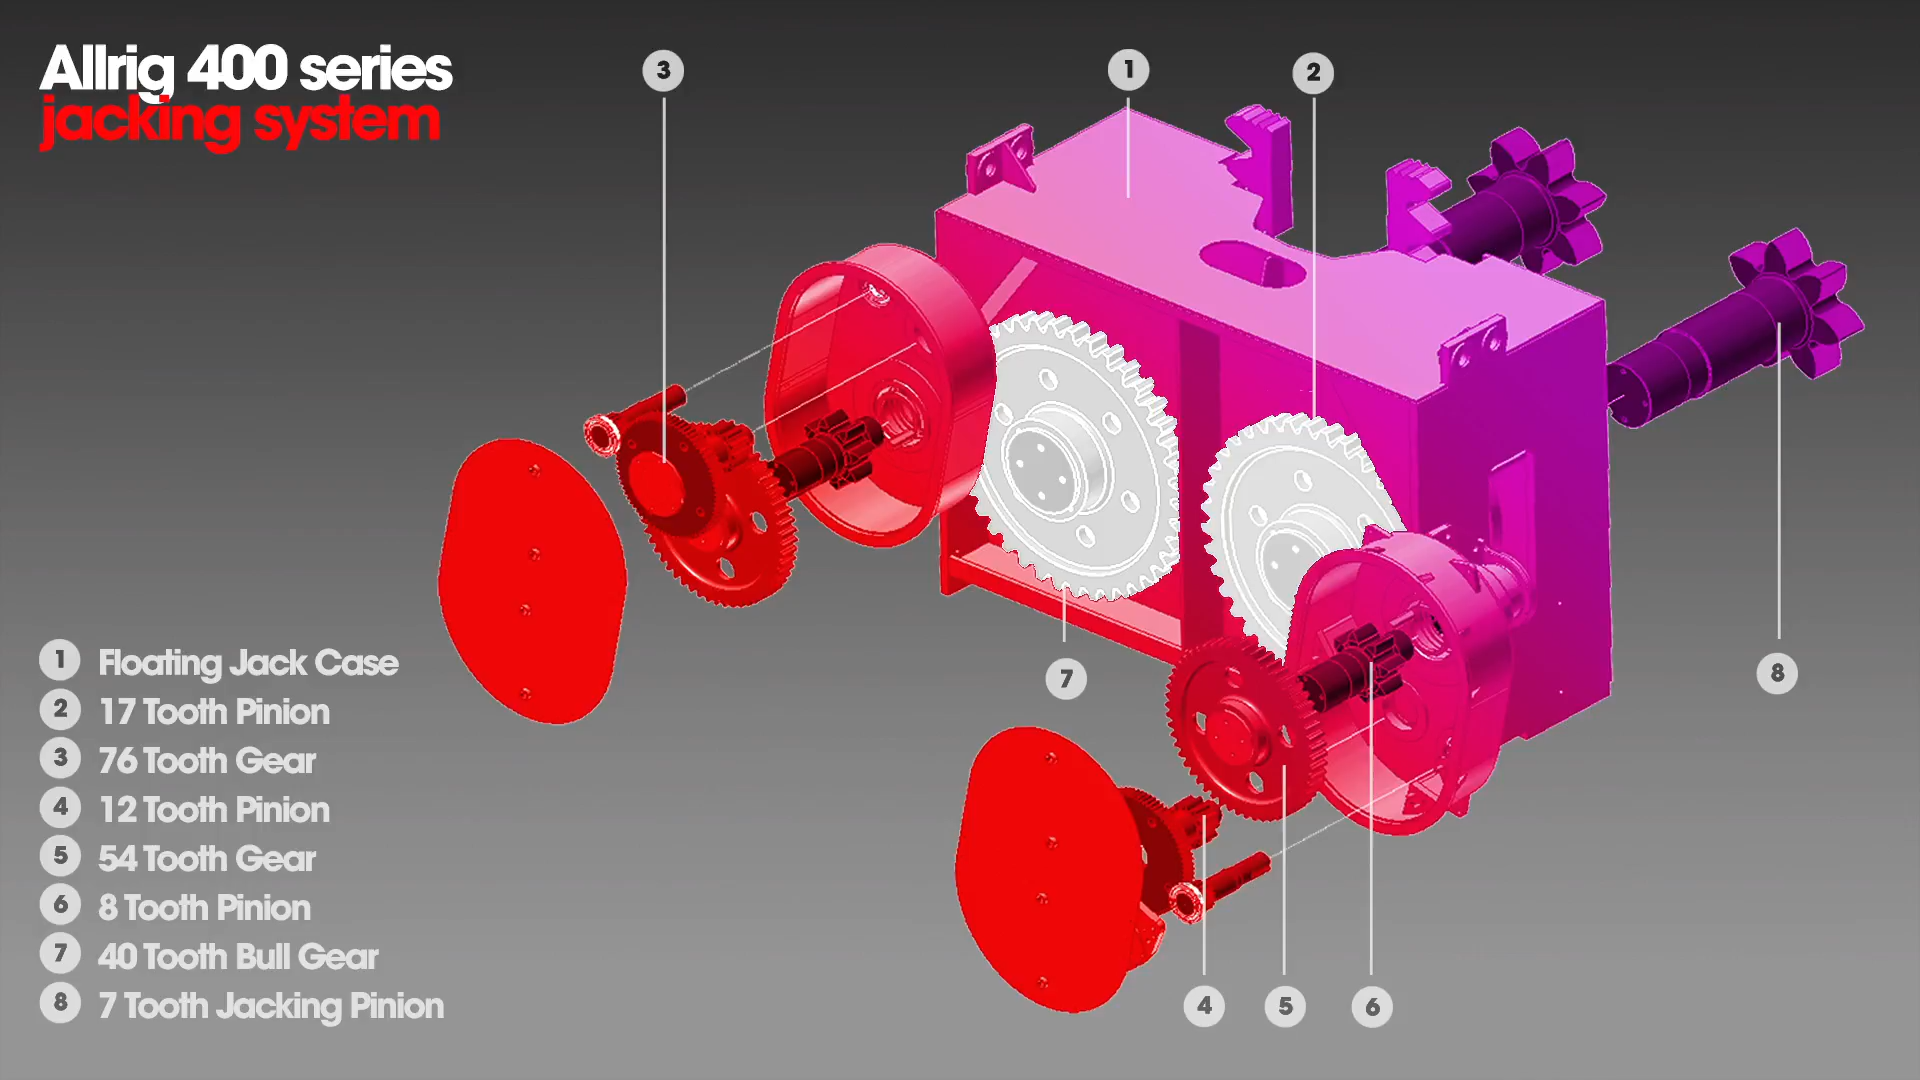 Allrig 400 series
jacking system
3
1
2
7
8
4
5
6
1 Floating Jack Case
2 17 Tooth Pinion
3 76 Tooth Gear
4 12 Tooth Pinion
5 54 Tooth Gear
6 8 Tooth Pinion
7 40 Tooth Bull Gear
8 7 Tooth Jacking Pinion